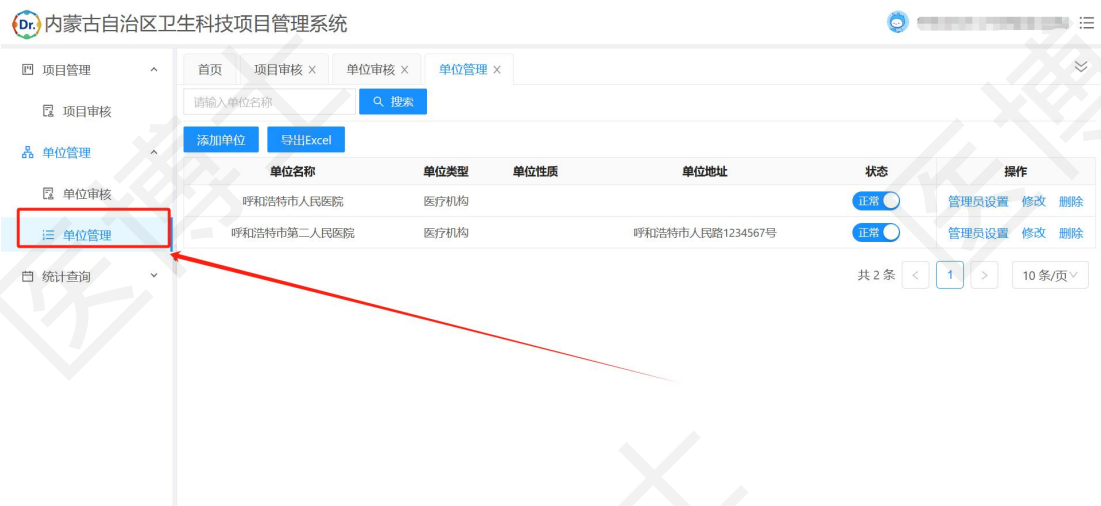 Dr. 内蒙古自治区卫生科技项目管理系统
项目管理
项目审核
单位管理
单位审核
单位管理
统计查询
首页 项目审核 X 单位审核 X 单位管理 X
请输入单位名称 搜索
添加单位 导出Excel
单位名称 单位类型 单位性质 单位地址 状态 操作
呼和浩特市人民医院 医疗机构 正常 管理员设置 修改 删除
呼和浩特市第二人民医院 医疗机构 呼和浩特市人民路1234567号 正常 管理员设置 修改 删除
共 2 条 < 1 > 10 条/页
医博士
医博
士